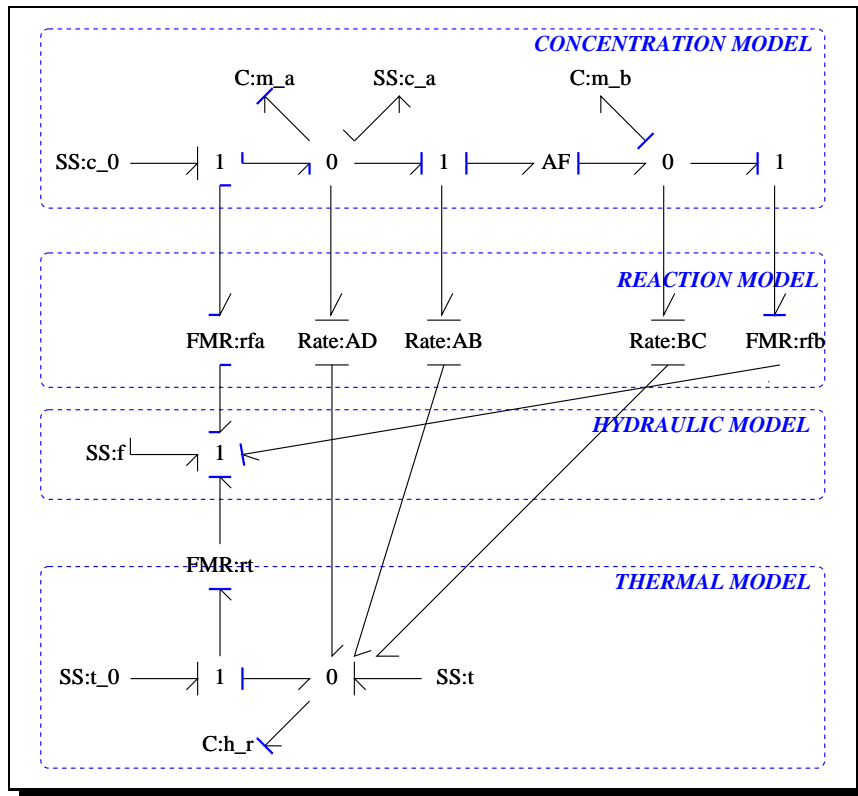 CONCENTRATION MODEL
C:m_a SS:c_a C:m_b
SS:c_0 1 0 1 AF 0 1
REACTION MODEL
FMR:rfa Rate:AD Rate:AB Rate:BC FMR:rfb
HYDRAULIC MODEL
SS:f 1
FMR:rt
THERMAL MODEL
SS:t_0 1 0 SS:t
C:h_r